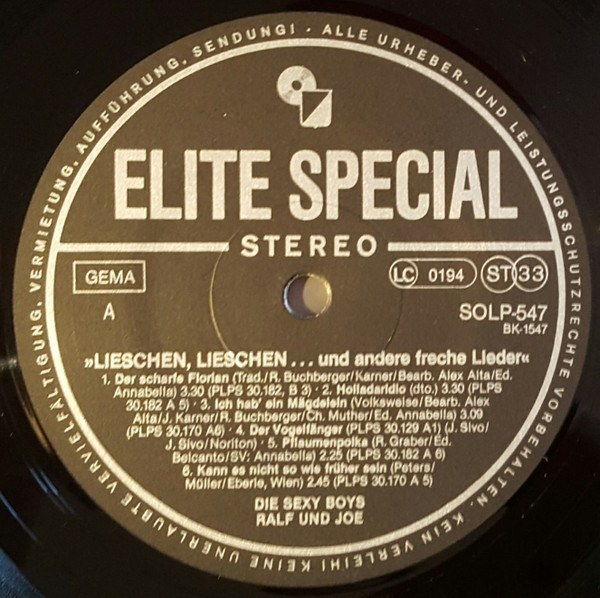 ALLE URHEBER- UND LEISTUNGSSCHUTZRECHTE VORBEHALTEN. KEIN VERLEIH! KEINE UNERLAUBTE VERVIELFÄLTIGUNG, VERMIETUNG, AUFFÜHRUNG, SENDUNG! -
ELITE SPECIAL
STEREO
GEMA
LC 0194 ST 33
A
SOLP-547
BK-1547
»LIESCHEN, LIESCHEN ... und andere freche Lieder«
1. Der scharfe Florian (Trad./R. Buchberger/Karner/Bearb. Alex Alta/Ed.
Annabella) 3.30 (PLPS 30.182, B 3) · 2. Holladaridio (dto.) 3.30 (PLPS
30.182 A 5) · 3. Ich hab' ein Mägdelein (Volksweise/Bearb. Alex
Alta/J. Karner/R. Buchberger/Ch. Muther/Ed. Annabella) 3.09
(PLPS 30.170 A6) · 4. Der Vogelfänger (PLPS 30.129 A1) (J. Sivo/
J. Sivo/Noriton) · 5. Pflaumenpolka (R. Graber/Ed.
Belcanto/SV: Annabella) 2.25 (PLPS 30.182 A 6)
6. Kann es nicht so wie früher sein (Peters/
Müller/Eberle, Wien) 2.45 (PLPS 30.170 A 5)
DIE SEXY BOYS
RALF UND JOE